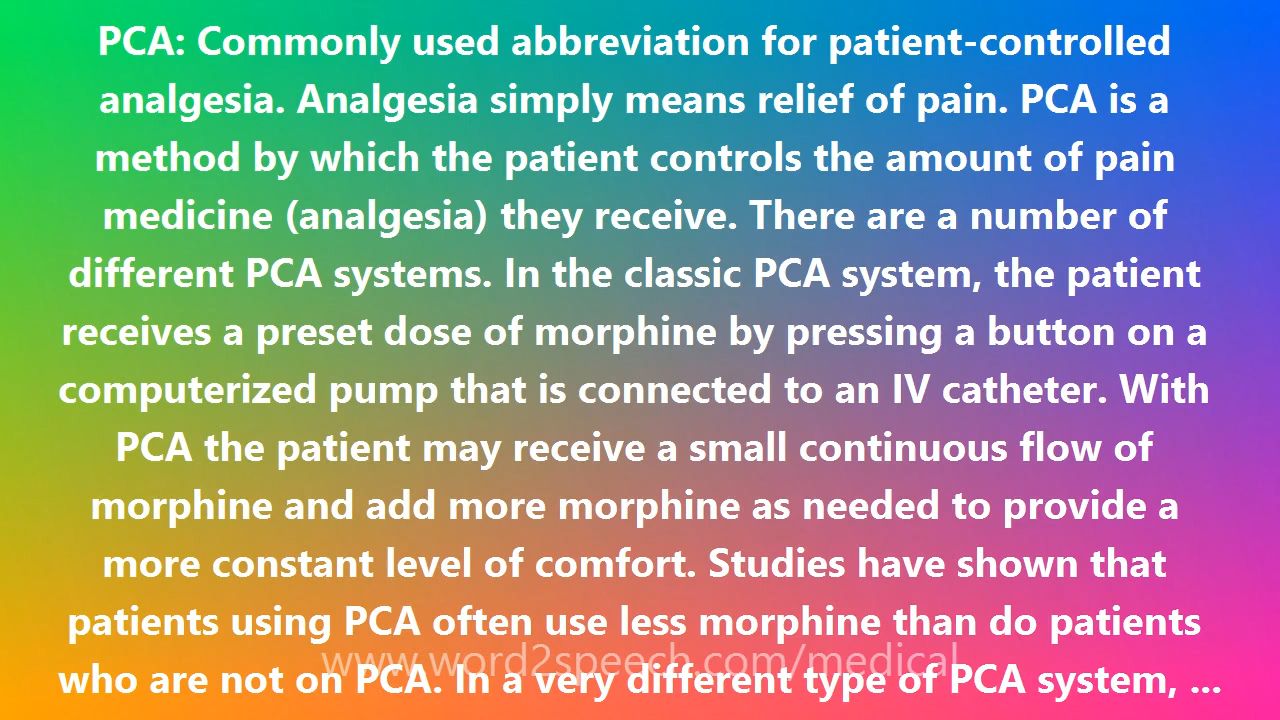 PCA: Commonly used abbreviation for patient-controlled
analgesia. Analgesia simply means relief of pain. PCA is a
method by which the patient controls the amount of pain
medicine (analgesia) they receive. There are a number of
different PCA systems. In the classic PCA system, the patient
receives a preset dose of morphine by pressing a button on a
computerized pump that is connected to an IV catheter. With
PCA the patient may receive a small continuous flow of
morphine and add more morphine as needed to provide a
more constant level of comfort. Studies have shown that
patients using PCA often use less morphine than do patients
www.word2speech.com/medical
who are not on PCA. In a very different type of PCA system, ...